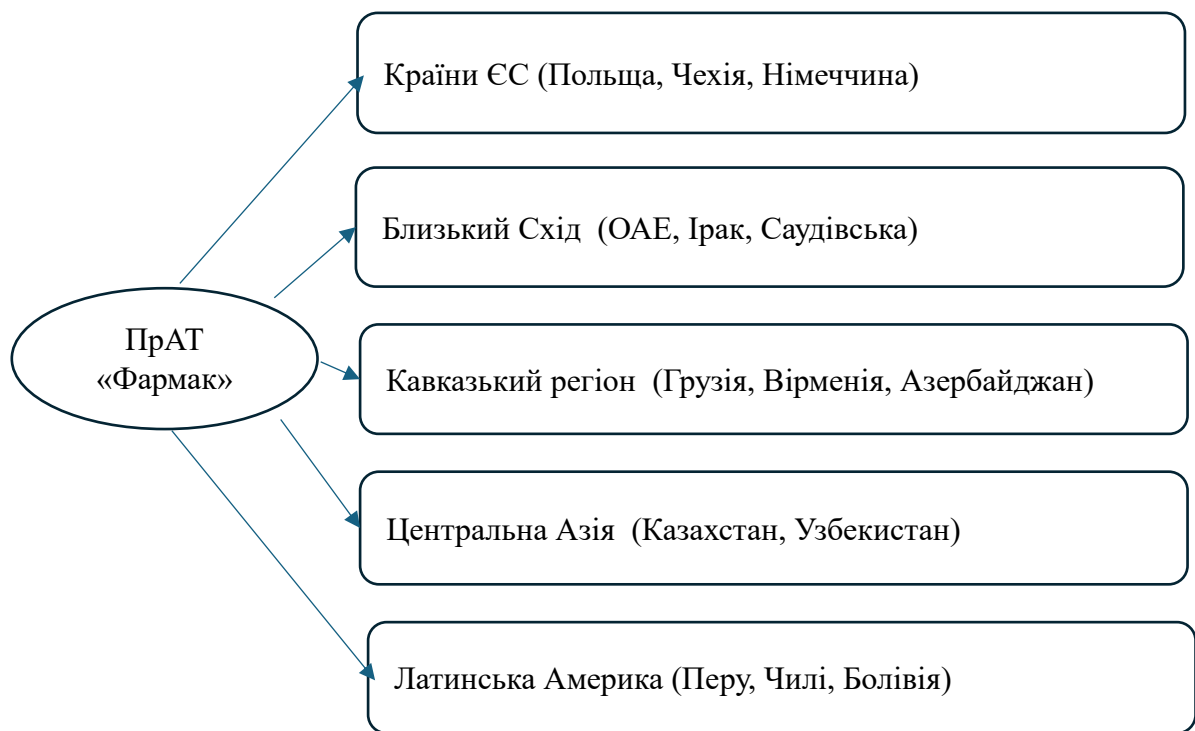 Країни ЄС (Польща, Чехія, Німеччина)
Близький Схід  (ОАЕ, Ірак, Саудівська)
ПрАТ
«Фармак»
Кавказький регіон  (Грузія, Вірменія, Азербайджан)
Центральна Азія  (Казахстан, Узбекистан)
Латинська Америка (Перу, Чилі, Болівія)